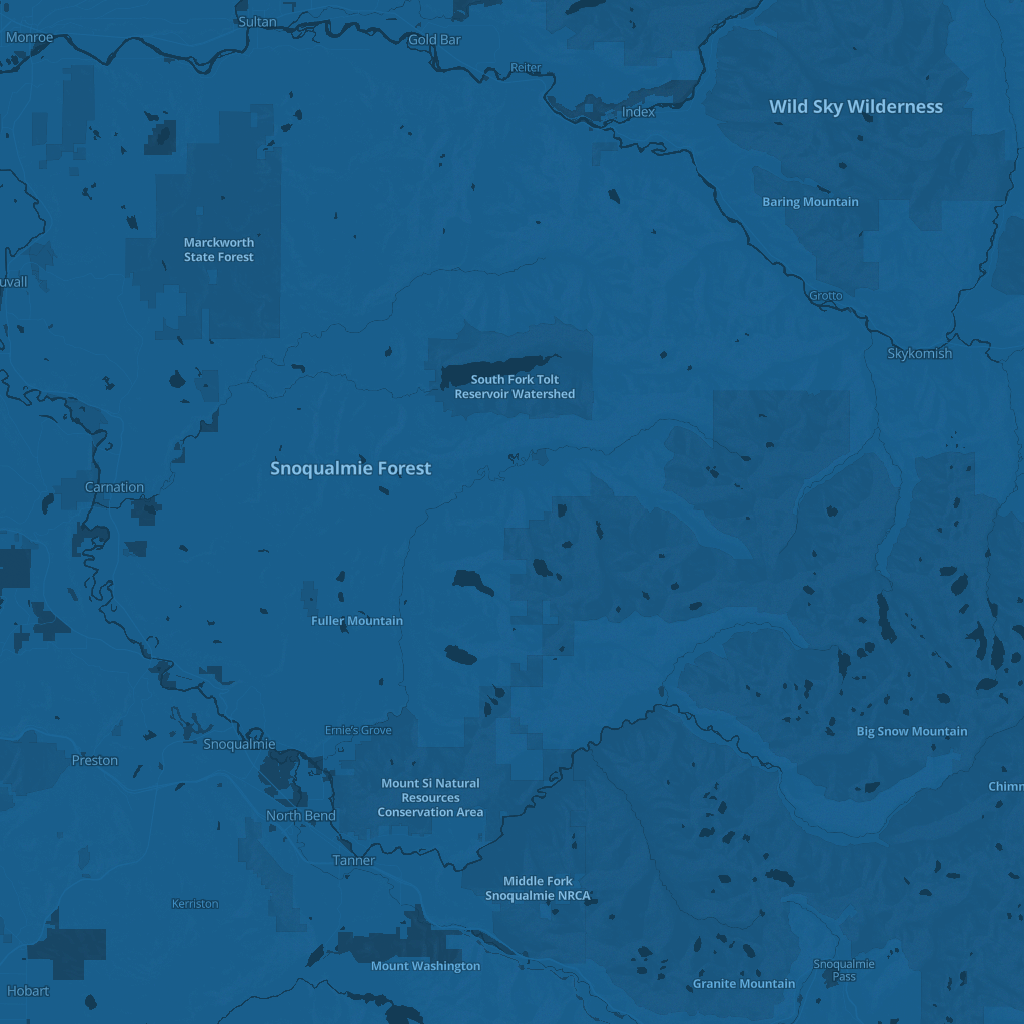 Sultan
Monroe
Gold Bar
Reiter
Index
Wild Sky Wilderness
Baring Mountain
Marckworth
State Forest
uvall
Grotto
Skykomish
South Fork Tolt
Reservoir Watershed
Snoqualmie Forest
Carnation
Fuller Mountain
Ernie's Grove
Snoqualmie
Big Snow Mountain
Preston
Mount Si Natural
Resources
Conservation Area
Chimn
North Bend
Tanner
Middle Fork
Snoqualmie NRCA
Kerriston
Mount Washington
Snoqualmie
Pass
Granite Mountain
Hobart